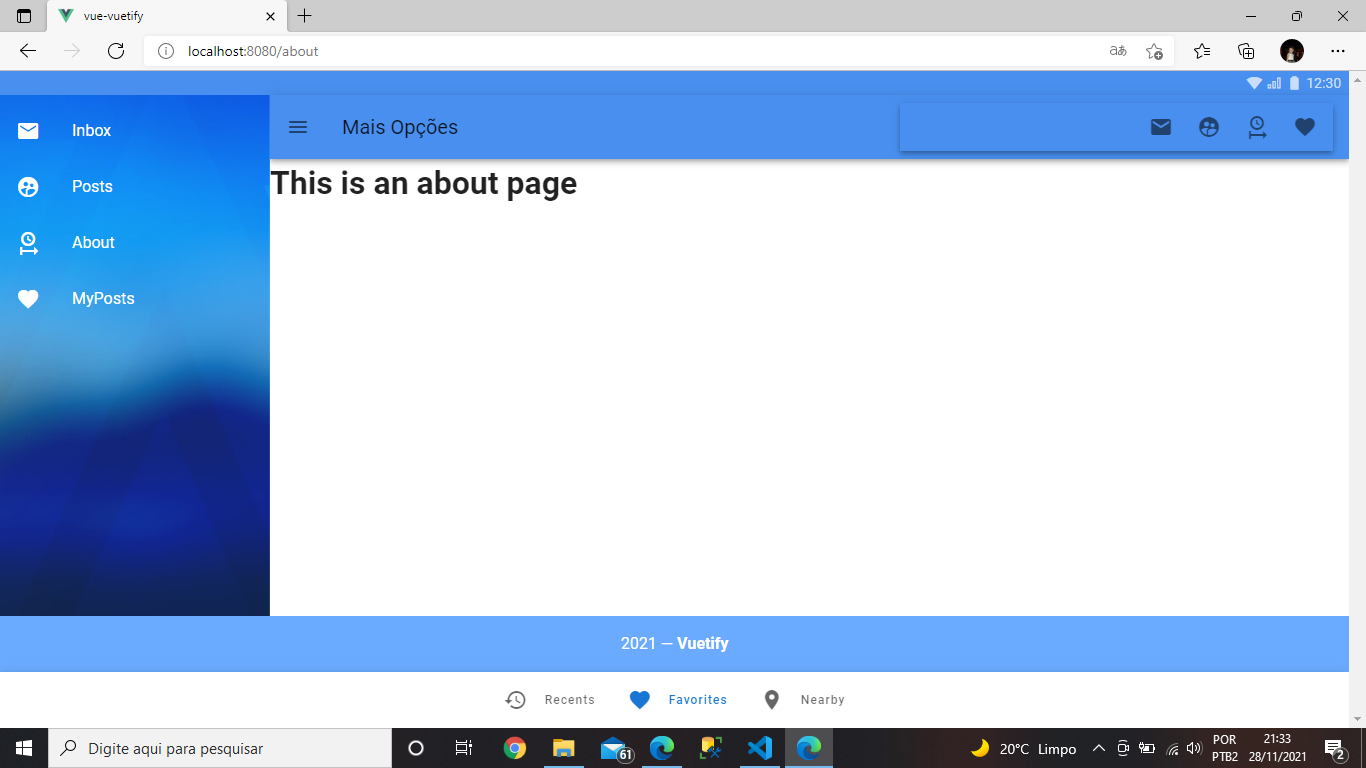 vue-vuetify
localhost:8080/about
aあ
12:30
Inbox
Mais Opções
Posts
This is an about page
About
MyPosts
2021 — Vuetify
Recents
Favorites
Nearby
Digite aqui para pesquisar
61
20°C Limpo
POR
PTB2
21:33
28/11/2021
2